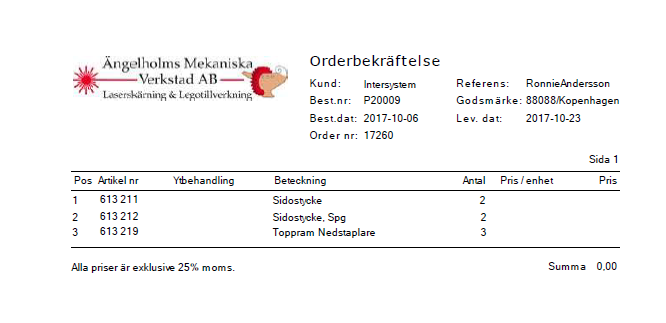 Ängelholms Mekaniska
Verkstad AB
Laserskärning & Legotillverkning
Orderbekräftelse
Kund: Intersystem Referens: RonnieAndersson
Best.nr: P20009 Godsmärke: 88088/Kopenhagen
Best.dat: 2017-10-06 Lev. dat: 2017-10-23
Order nr: 17260
Sida 1
Pos Artikel nr Ytbehandling Beteckning Antal Pris / enhet Pris
1 613 211 Sidostycke 2
2 613 212 Sidostycke, Spg 2
3 613 219 Toppram Nedstaplare 3
Alla priser är exklusive 25% moms. Summa 0,00